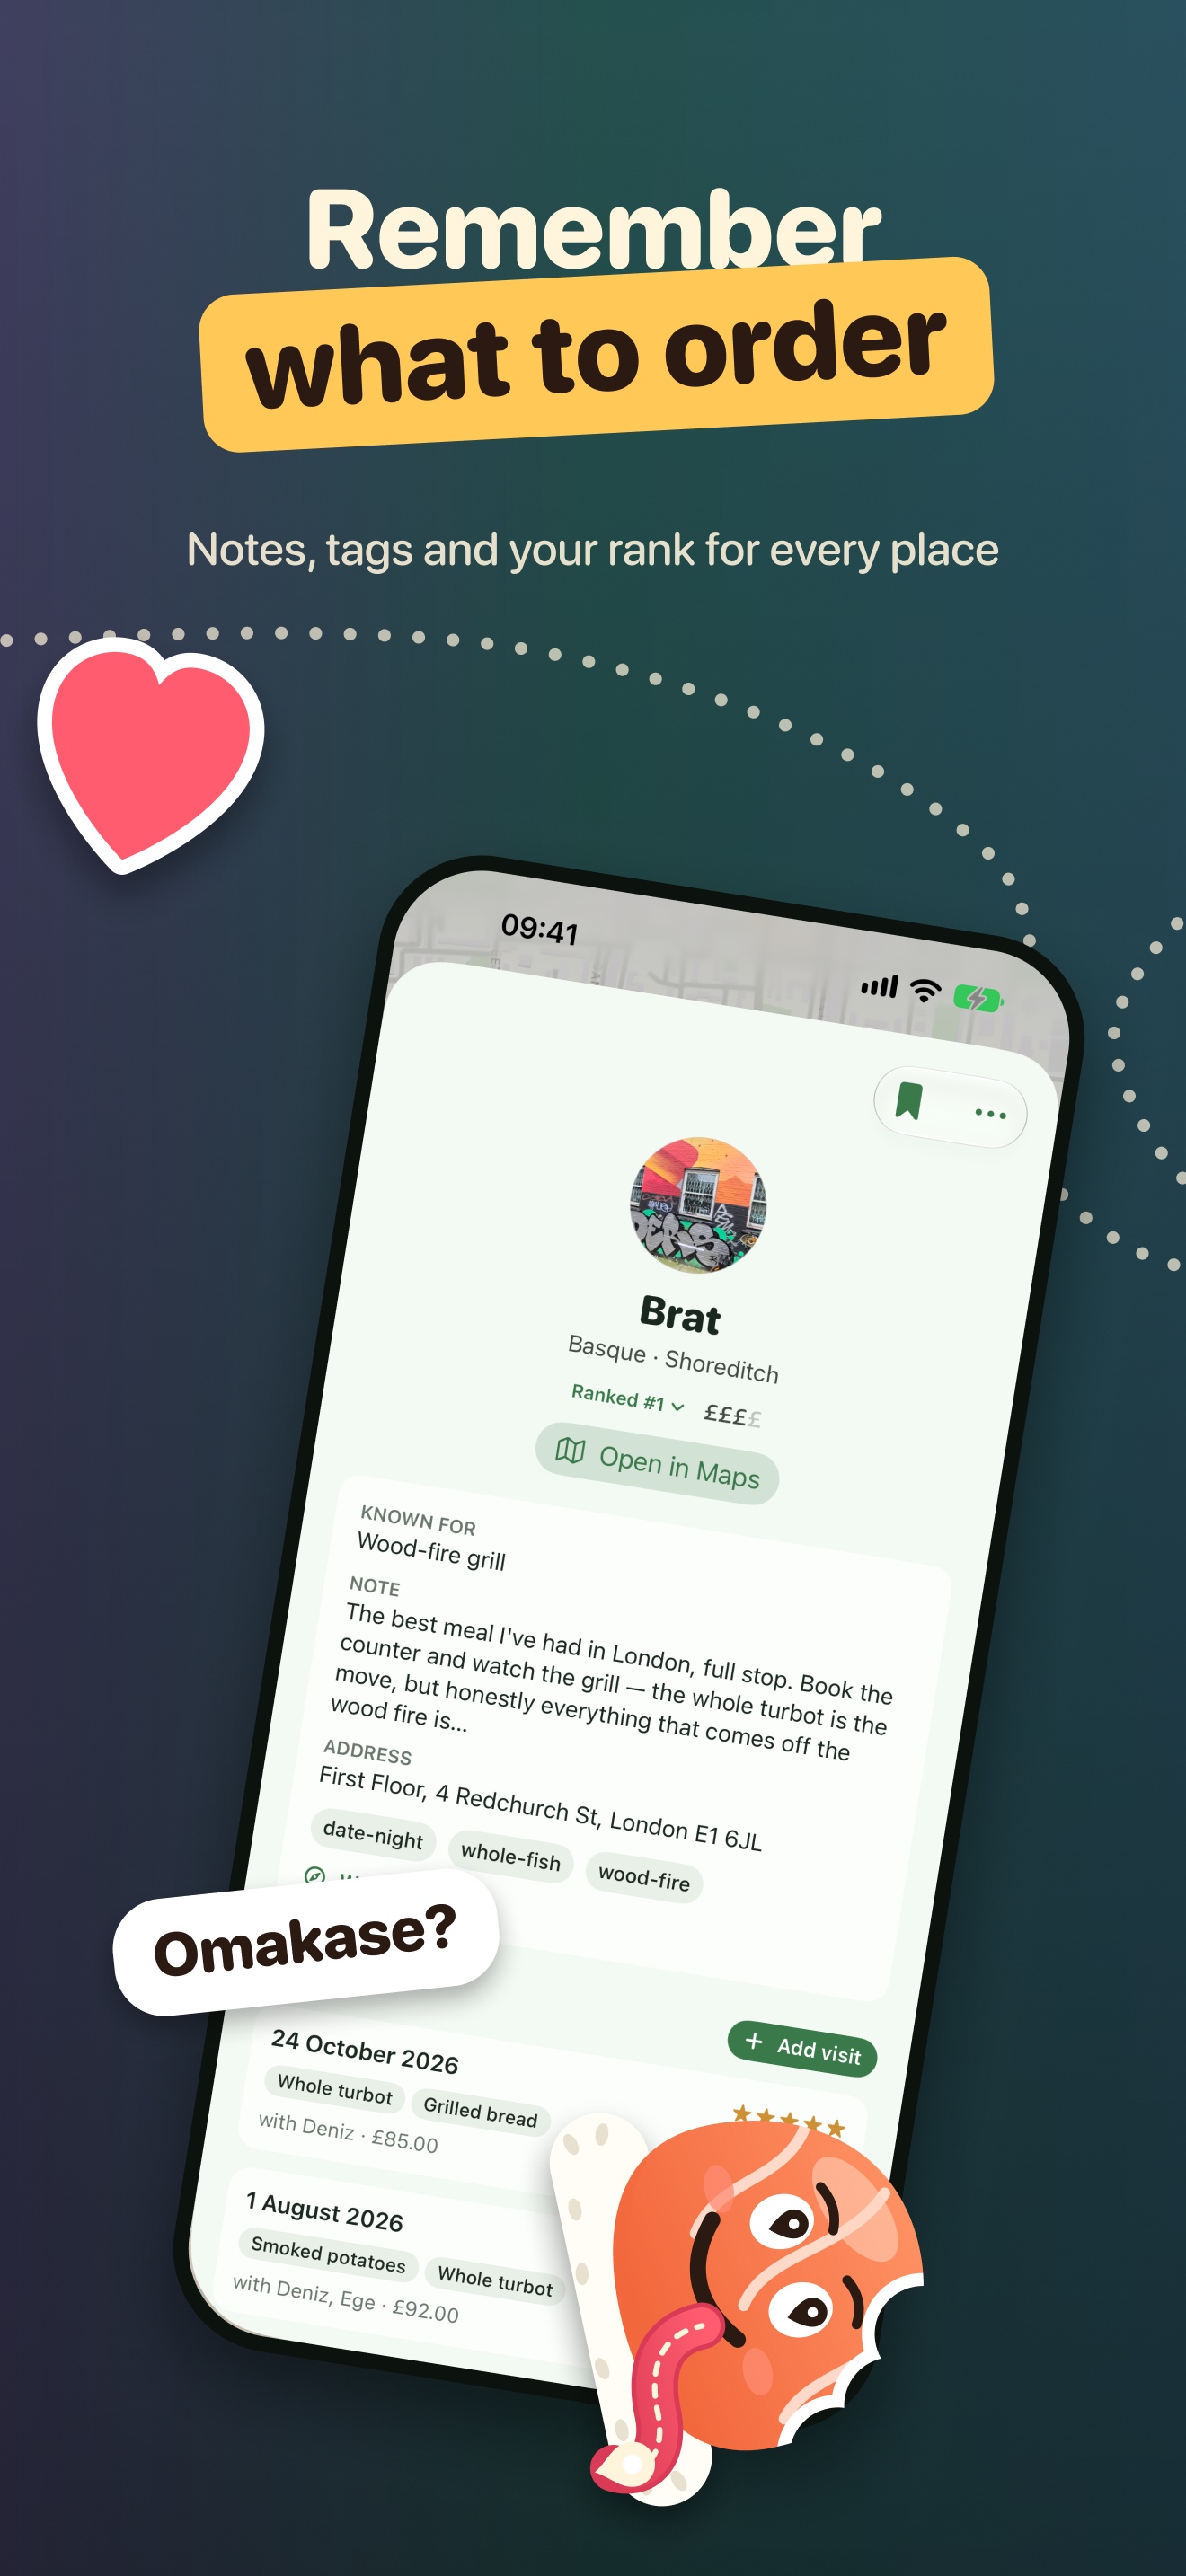 Remember
what to order
Notes, tags and your rank for every place
09:41
Brat
Basque · Shoreditch
Ranked #1 ££££
Open in Maps
KNOWN FOR
Wood-fire grill
NOTE
The best meal I've had in London, full stop. Book the
counter and watch the grill — the whole turbot is the
move, but honestly everything that comes off the
wood fire is...
ADDRESS
First Floor, 4 Redchurch St, London E1 6JL
date-night whole-fish wood-fire
Omakase?
+ Add visit
24 October 2026
Whole turbot Grilled bread
with Deniz · £85.00
1 August 2026
Smoked potatoes Whole turbot
with Deniz, Ege · £92.00